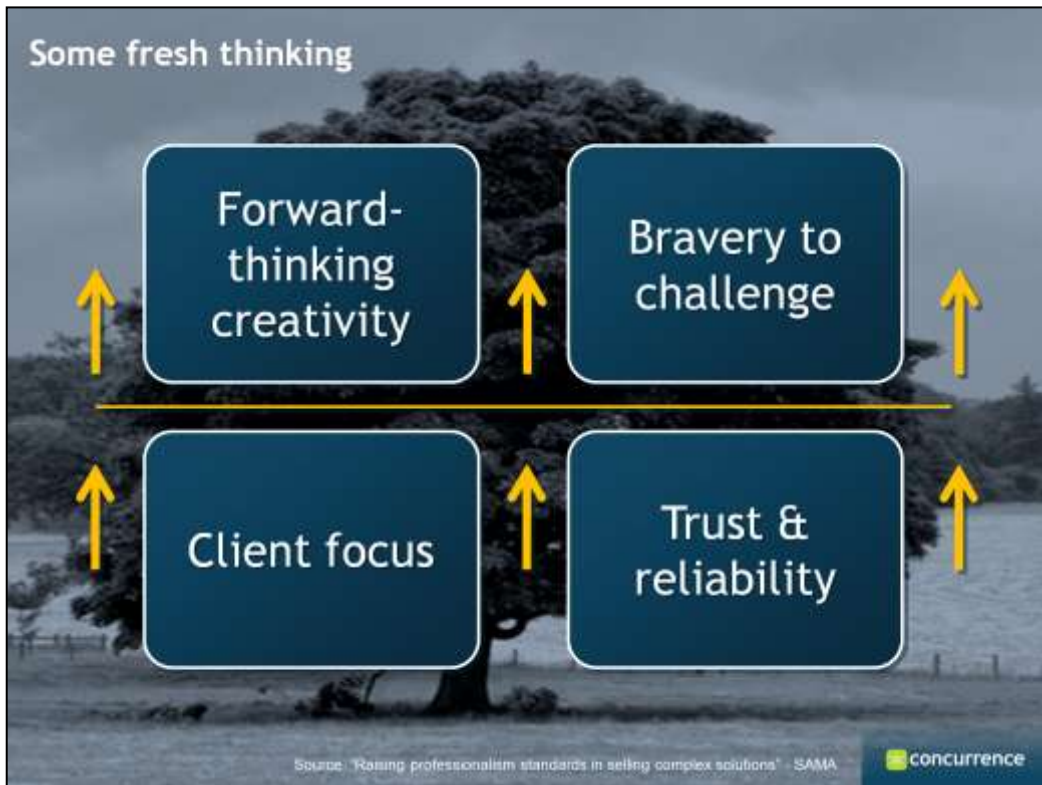 Some fresh thinking
Forward-
thinking
creativity
Bravery to
challenge
Client focus
Trust &
reliability
Source: "Raising professionalism standards in selling complex solutions" - SAMA
concurrence